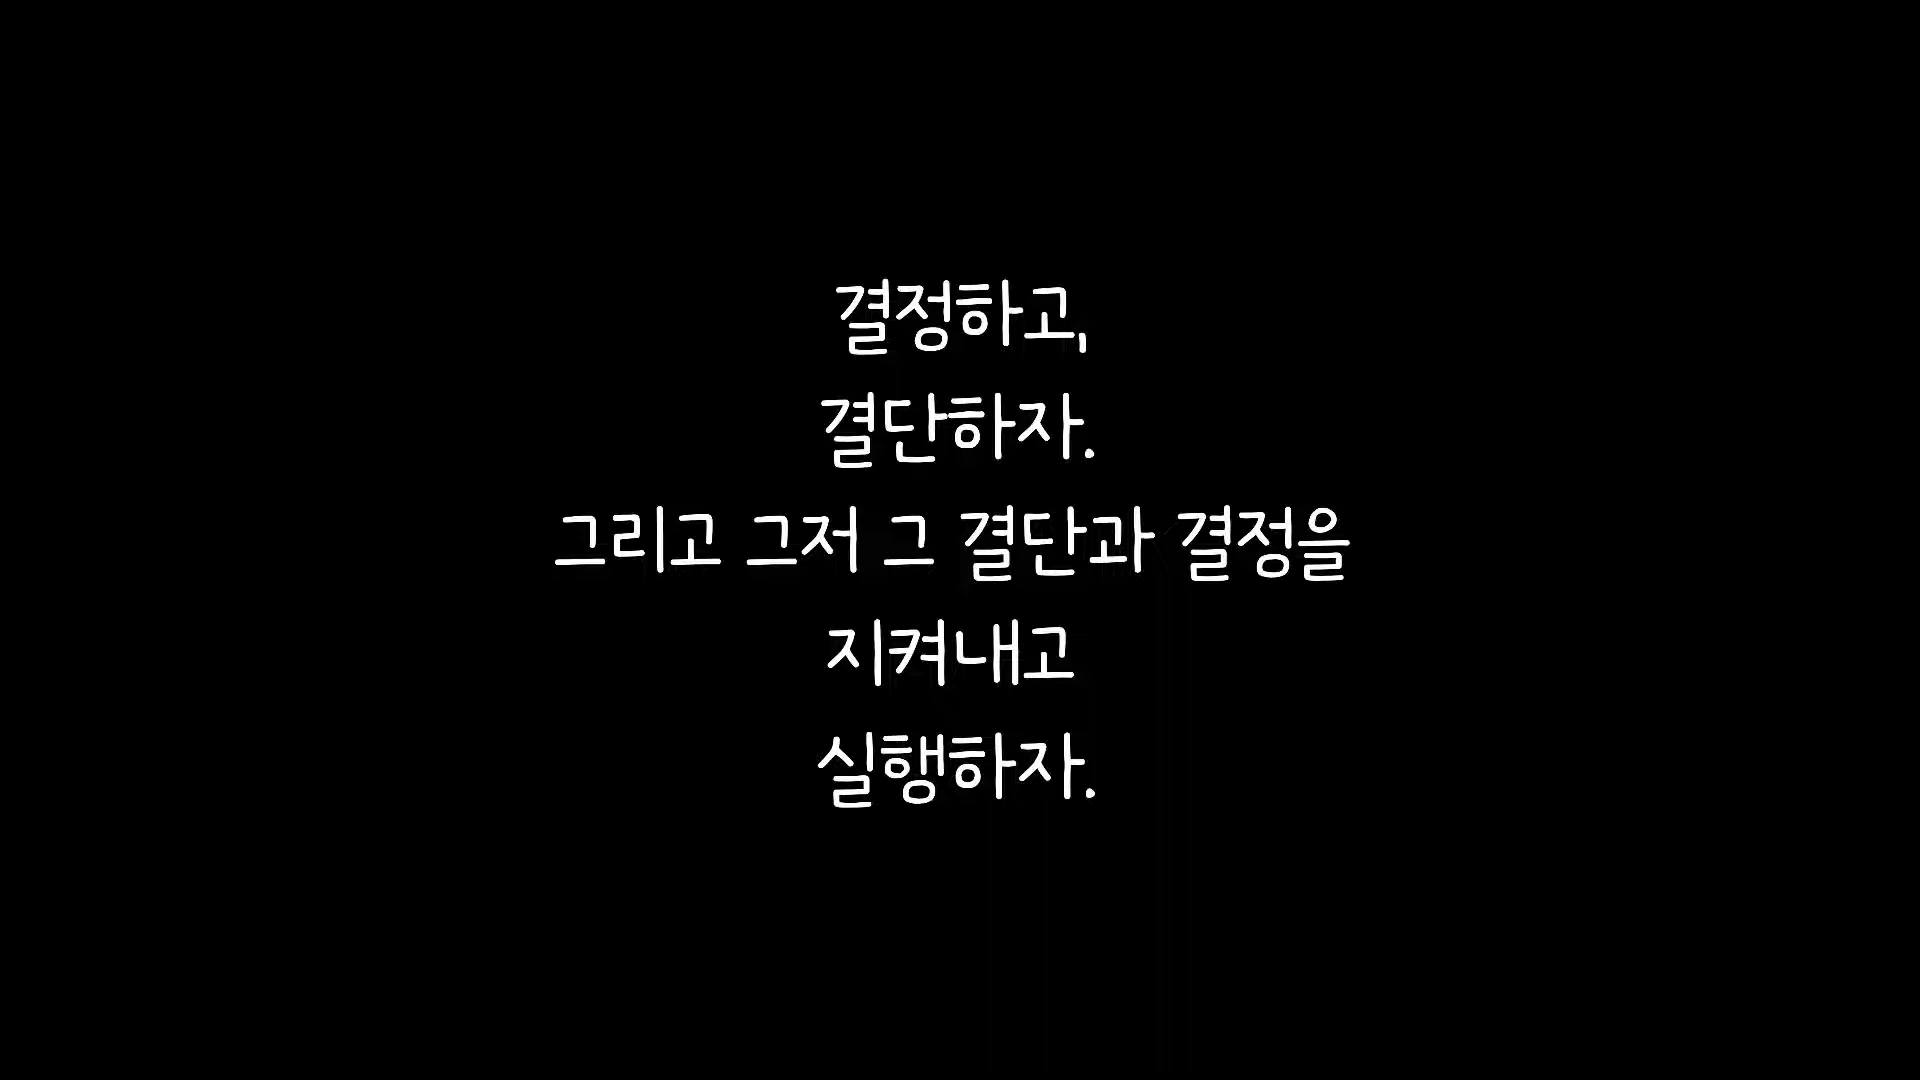 결정하고,
결단하자.
그리고 그저 그 결단과 결정을
지켜내고
실행하자.